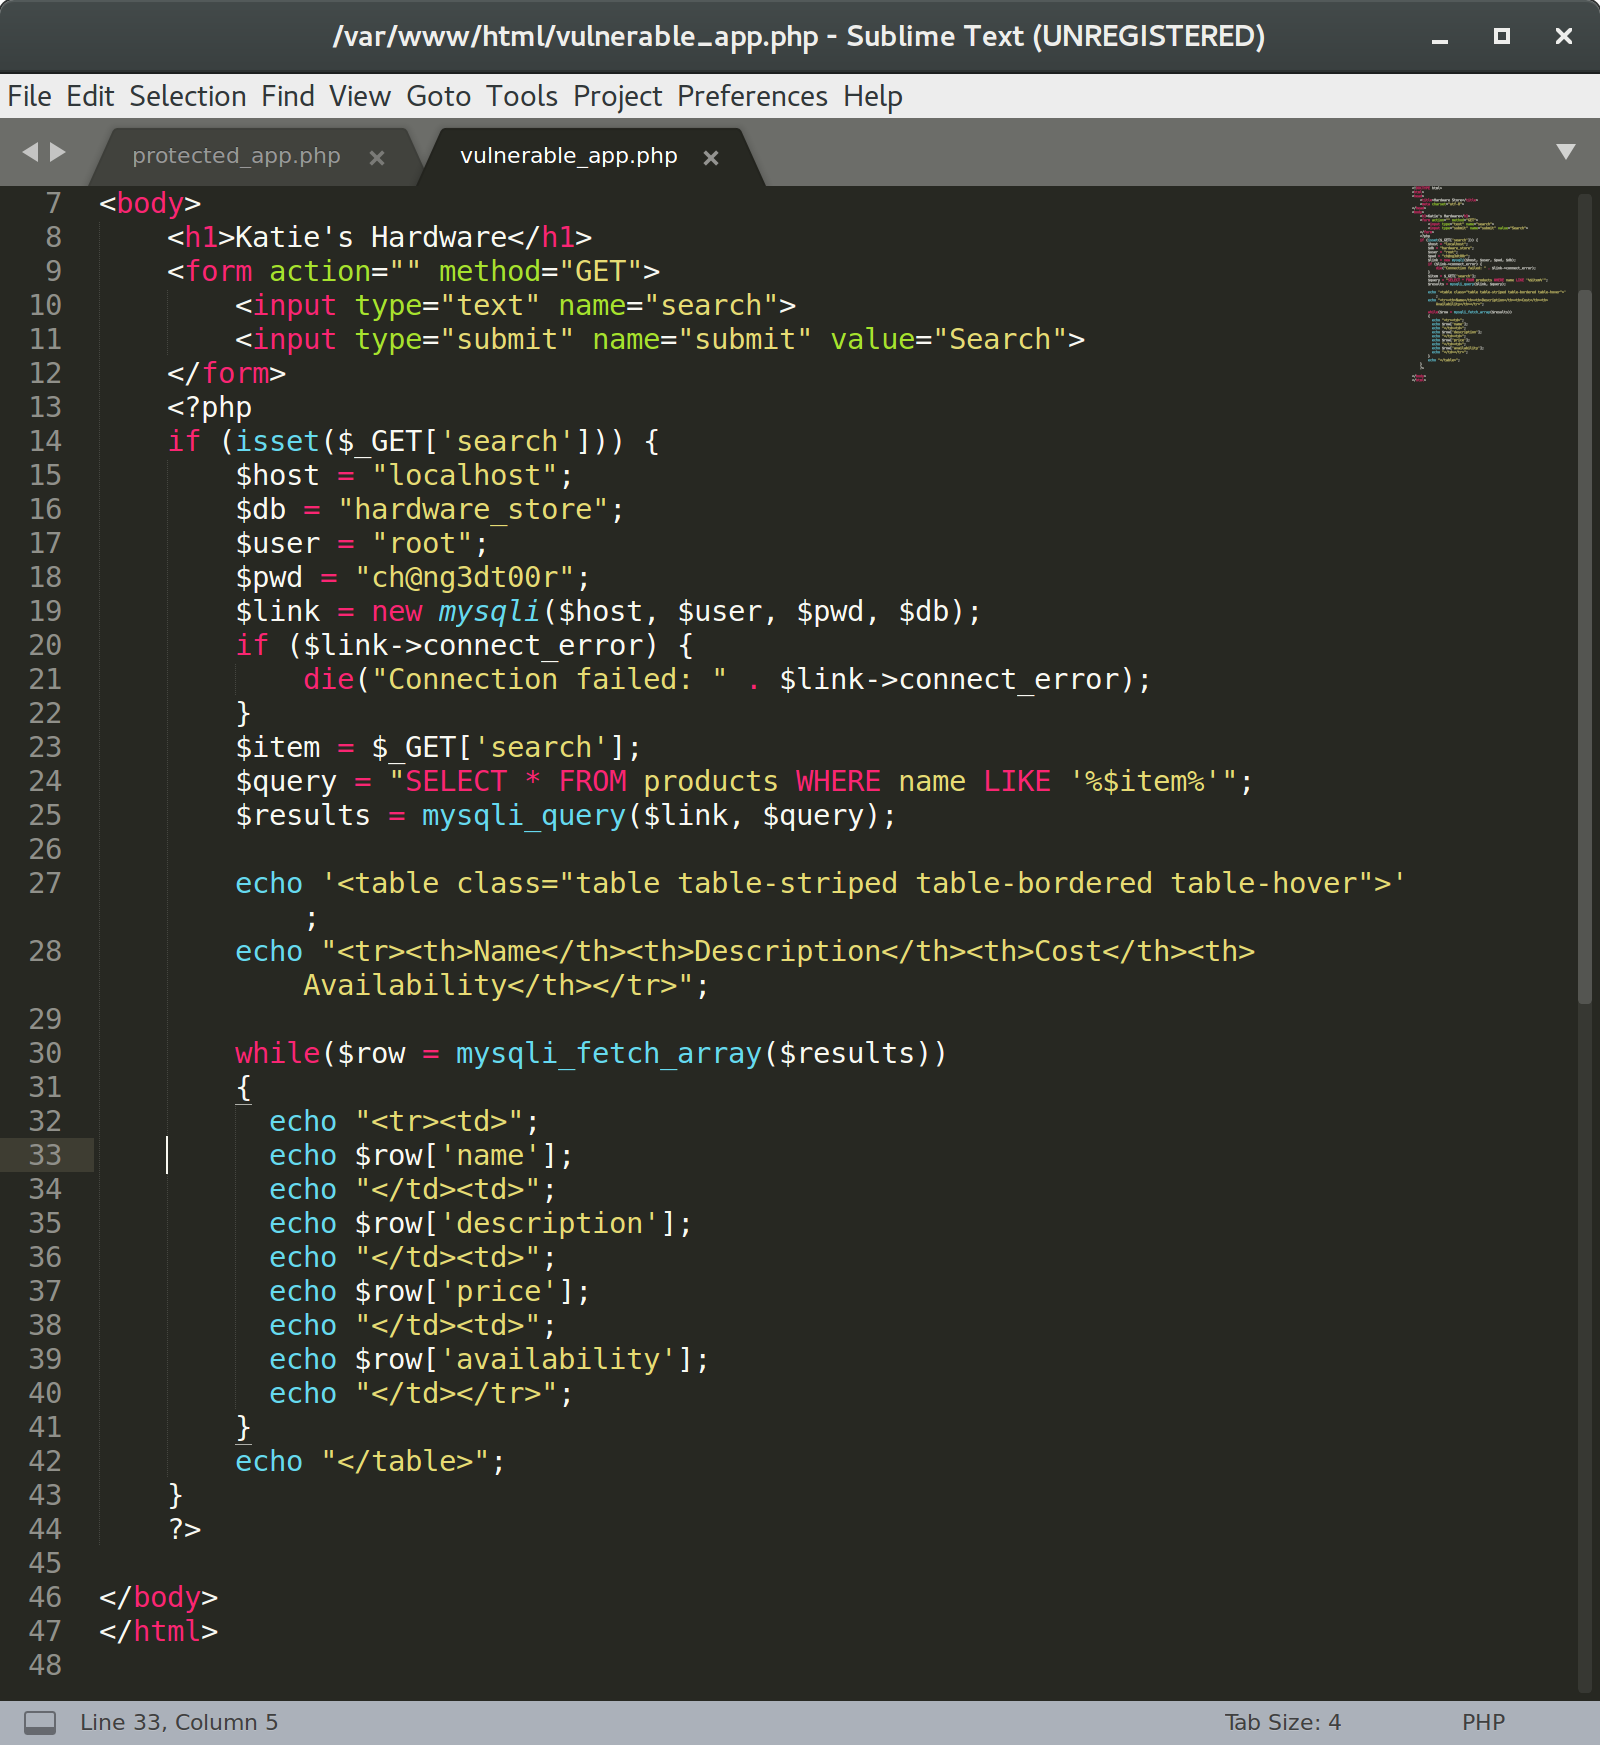 /var/www/html/vulnerable_app.php - Sublime Text (UNREGISTERED)
File Edit Selection Find View Goto Tools Project Preferences Help
protected_app.php vulnerable_app.php
7 <body>
8 <h1>Katie's Hardware</h1>
9 <form action="" method="GET">
10 <input type="text" name="search">
11 <input type="submit" name="submit" value="Search">
12 </form>
13 <?php
14 if (isset($_GET['search'])) {
15 $host = "localhost";
16 $db = "hardware_store";
17 $user = "root";
18 $pwd = "ch@ng3dt00r";
19 $link = new mysqli($host, $user, $pwd, $db);
20 if ($link->connect_error) {
21 die("Connection failed: " . $link->connect_error);
22 }
23 $item = $_GET['search'];
24 $query = "SELECT * FROM products WHERE name LIKE '%$item%'";
25 $results = mysqli_query($link, $query);
26
27 echo '<table class="table table-striped table-bordered table-hover">'
;
28 echo "<tr><th>Name</th><th>Description</th><th>Cost</th><th>
Availability</th></tr>";
29
30 while($row = mysqli_fetch_array($results))
31 {
32 echo "<tr><td>";
33 echo $row['name'];
34 echo "</td><td>";
35 echo $row['description'];
36 echo "</td><td>";
37 echo $row['price'];
38 echo "</td><td>";
39 echo $row['availability'];
40 echo "</td></tr>";
41 }
42 echo "</table>";
43 }
44 ?>
45
46 </body>
47 </html>
48
Line 33, Column 5 Tab Size: 4 PHP